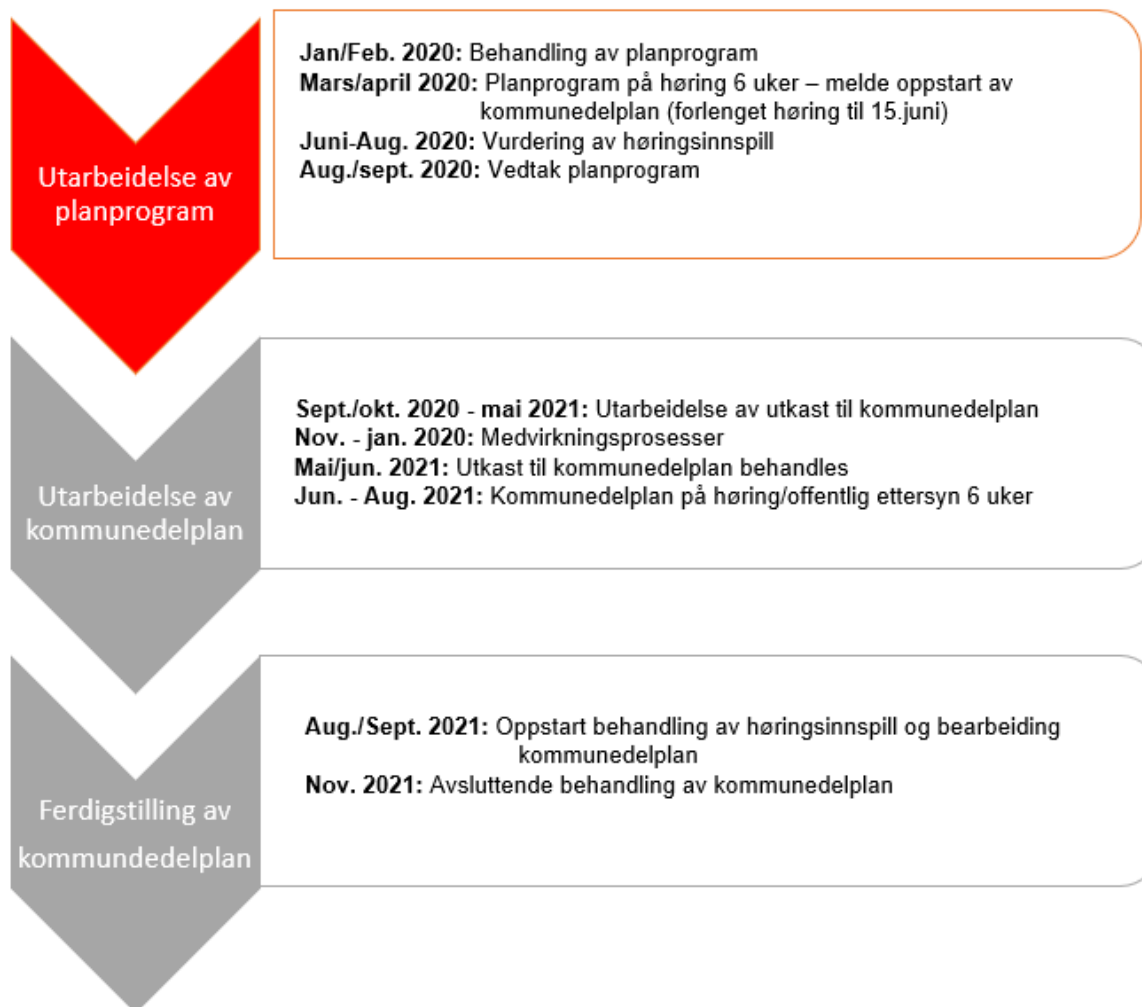 Utarbeidelse av
planprogram
Jan/Feb. 2020: Behandling av planprogram
Mars/april 2020: Planprogram på høring 6 uker – melde oppstart av
kommunedelplan (forlenget høring til 15.juni)
Juni-Aug. 2020: Vurdering av høringsinnspill
Aug./sept. 2020: Vedtak planprogram
Utarbeidelse av
kommunedelplan
Sept./okt. 2020 - mai 2021: Utarbeidelse av utkast til kommunedelplan
Nov. - jan. 2020: Medvirkningsprosesser
Mai/jun. 2021: Utkast til kommunedelplan behandles
Jun. - Aug. 2021: Kommunedelplan på høring/offentlig ettersyn 6 uker
Ferdigstilling av
kommundedelplan
Aug./Sept. 2021: Oppstart behandling av høringsinnspill og bearbeiding
kommunedelplan
Nov. 2021: Avsluttende behandling av kommunedelplan